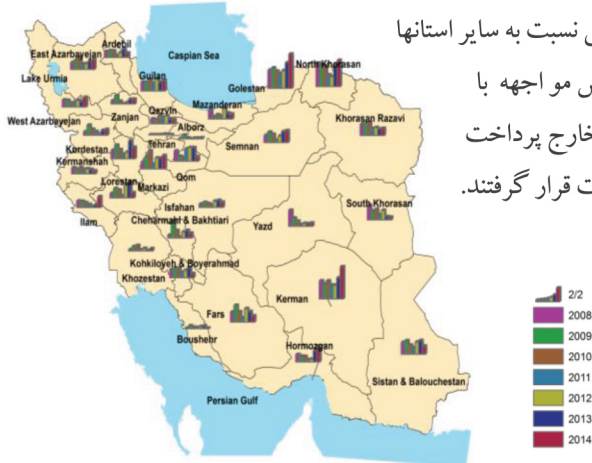 نسبت به سایر استانها
مو اجهه با
پرداخت
قرار گرفتند.
Ardebil
East Azarbayejan
Caspian Sea
North Khorasan
Lake Urmia
Guilan
Golestan
Mazanderan
West Azarbayejan
Zanjan
Qazvin
Alborz
Khorasan Razavi
Kordestan
Tehran
Semnan
Kermanshah
Qom
Lorestan
Markazi
Isfahan
South Khorasan
Ilam
Cheharmahl & Bakhtiari
Yazd
Kohkiloyeh & Boyerahmad
Khozestan
Kerman
Fars
Boushehr
Hormozgan
Sistan & Balouchestan
Persian Gulf
2/2
2008
2009
2010
2011
2012
2013
2014